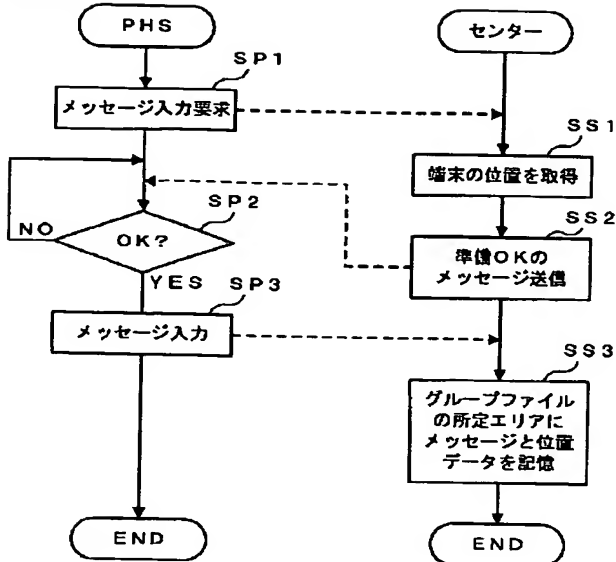 PHS
SP1
メッセージ入力要求
NO
SP2
OK?
YES
SP3
メッセージ入力
END
センター
SS1
端末の位置を取得
SS2
準備OKの
メッセージ送信
SS3
グループファイル
の所定エリアに
メッセージと位置
データを記憶
END